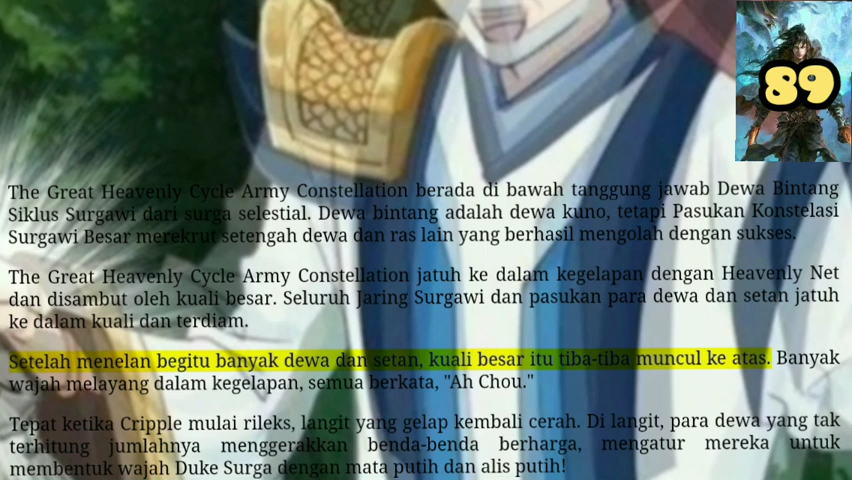 89
The Great Heavenly Cycle Army Constellation berada di bawah tanggung jawab Dewa Bintang
Siklus Surgawi dari surga selestial. Dewa bintang adalah dewa kuno, tetapi Pasukan Konstelasi
Surgawi Besar merekrut setengah dewa dan ras lain yang berhasil mengolah dengan sukses.
The Great Heavenly Cycle Army Constellation jatuh ke dalam kegelapan dengan Heavenly Net
dan disambut oleh kuali besar. Seluruh Jaring Surgawi dan pasukan para dewa dan setan jatuh
ke dalam kuali dan terdiam.
Setelah menelan begitu banyak dewa dan setan, kuali besar itu tiba-tiba muncul ke atas. Banyak
wajah melayang dalam kegelapan, semua berkata, "Ah Chou."
Tepat ketika Cripple mulai rileks, langit yang gelap kembali cerah. Di langit, para dewa yang tak
terhitung jumlahnya menggerakkan benda-benda berharga, mengatur mereka untuk
membentuk wajah Duke Surga dengan mata putih dan alis putih!